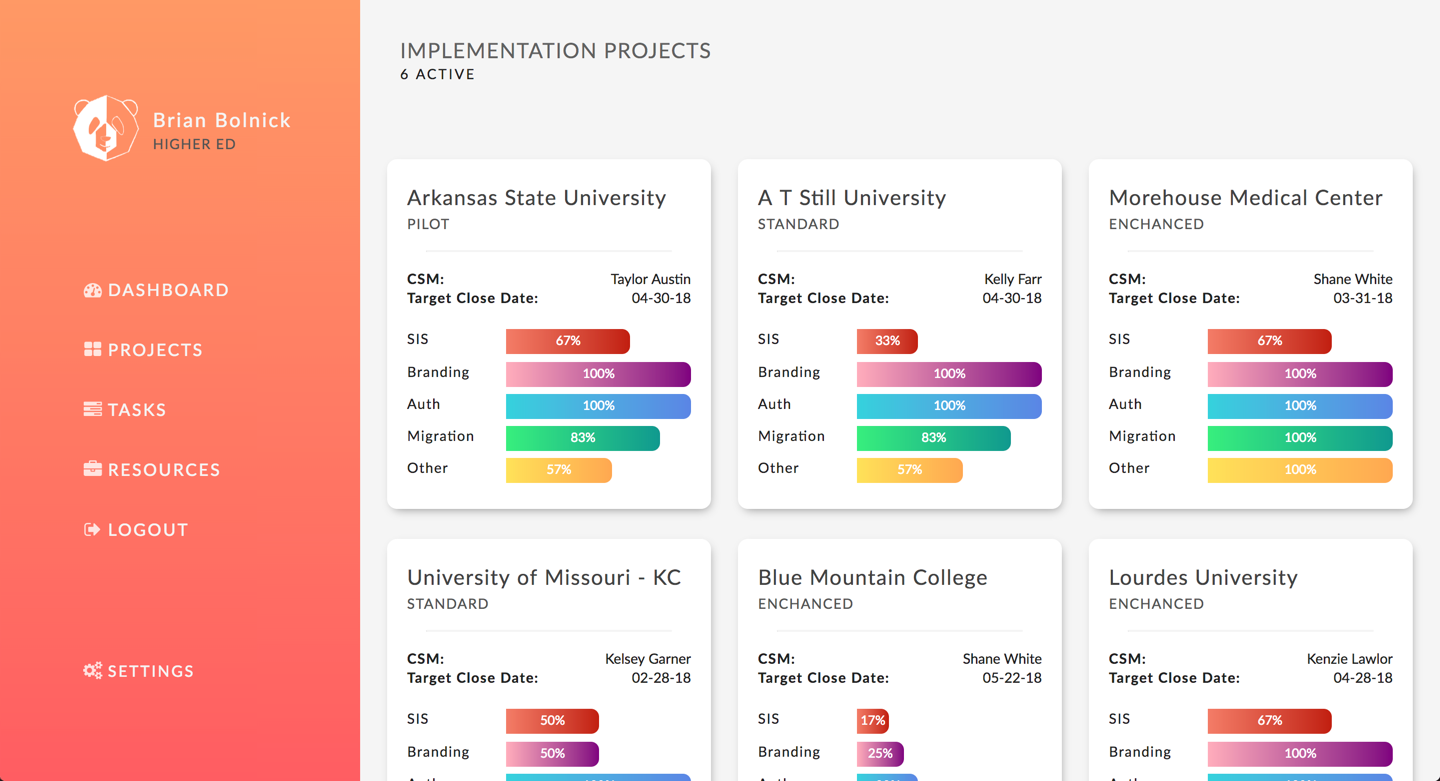 Brian Bolnick
HIGHER ED
DASHBOARD
PROJECTS
TASKS
RESOURCES
LOGOUT
SETTINGS
IMPLEMENTATION PROJECTS
6 ACTIVE
Arkansas State University
PILOT
CSM: Taylor Austin
Target Close Date: 04-30-18
SIS 67%
Branding 100%
Auth 100%
Migration 83%
Other 57%
A T Still University
STANDARD
CSM: Kelly Farr
Target Close Date: 04-30-18
SIS 33%
Branding 100%
Auth 100%
Migration 83%
Other 57%
Morehouse Medical Center
ENCHANCED
CSM: Shane White
Target Close Date: 03-31-18
SIS 67%
Branding 100%
Auth 100%
Migration 100%
Other 100%
University of Missouri - KC
STANDARD
CSM: Kelsey Garner
Target Close Date: 02-28-18
SIS 50%
Branding 50%
Blue Mountain College
ENCHANCED
CSM: Shane White
Target Close Date: 05-22-18
SIS 17%
Branding 25%
Lourdes University
ENCHANCED
CSM: Kenzie Lawlor
Target Close Date: 04-28-18
SIS 67%
Branding 100%